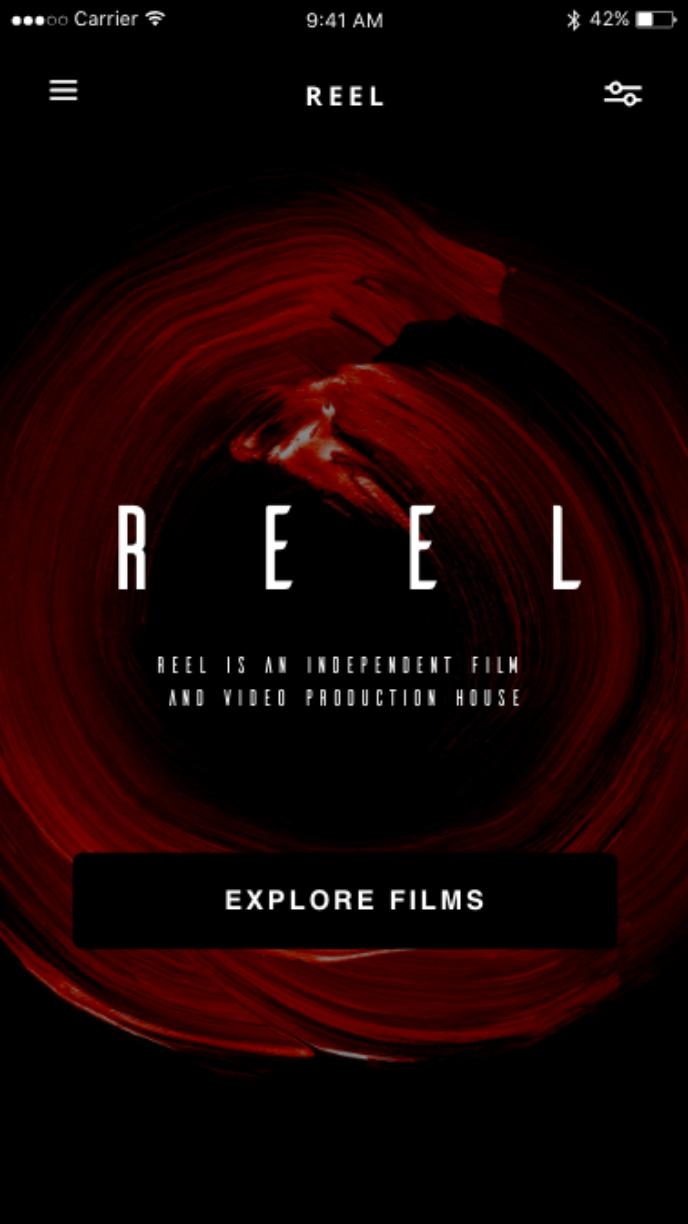 Carrier 9:41 AM 42%
REEL
REEL
REEL IS AN INDEPENDENT FILM
AND VIDEO PRODUCTION HOUSE
EXPLORE FILMS